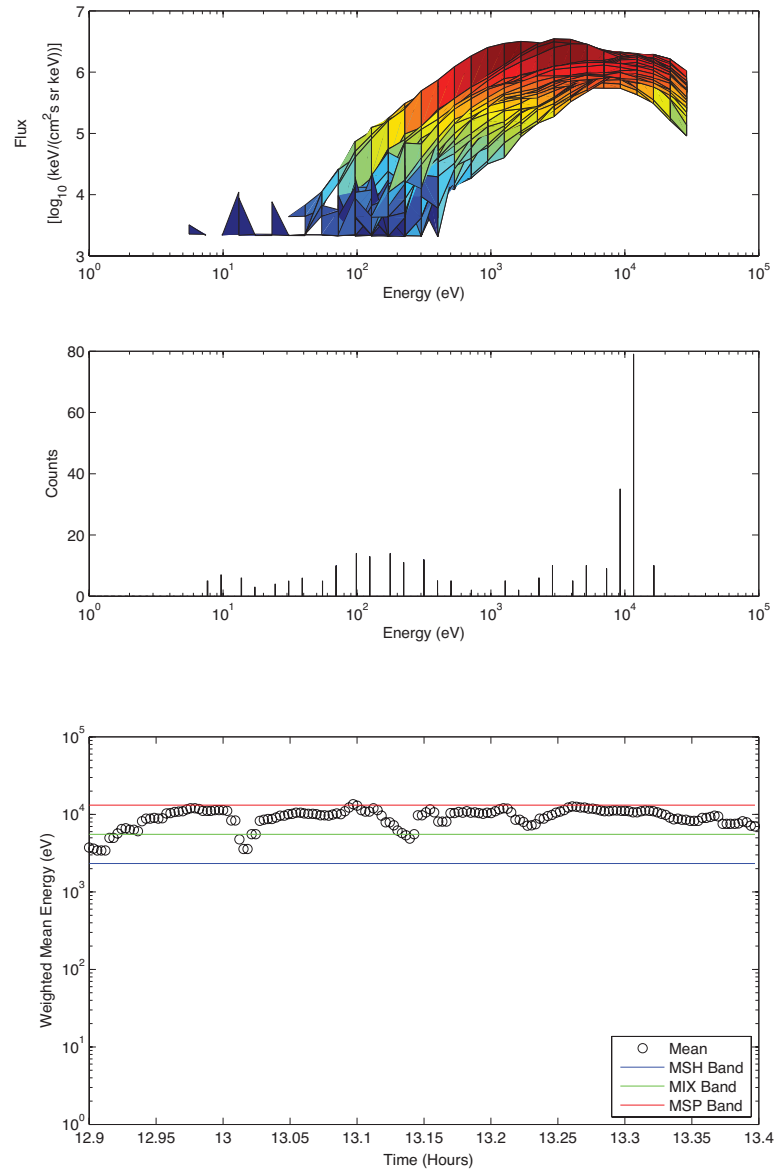 7
6
5
4
3
Flux
[log10 (keV/(cm2s sr keV))]
10^0 10^1 10^2 10^3 10^4 10^5
Energy (eV)
80
60
40
20
0
Counts
10^0 10^1 10^2 10^3 10^4 10^5
Energy (eV)
10^5
10^4
10^3
10^2
10^1
10^0
Weighted Mean Energy (eV)
Mean
MSH Band
MIX Band
MSP Band
12.9 12.95 13 13.05 13.1 13.15 13.2 13.25 13.3 13.35 13.4
Time (Hours)